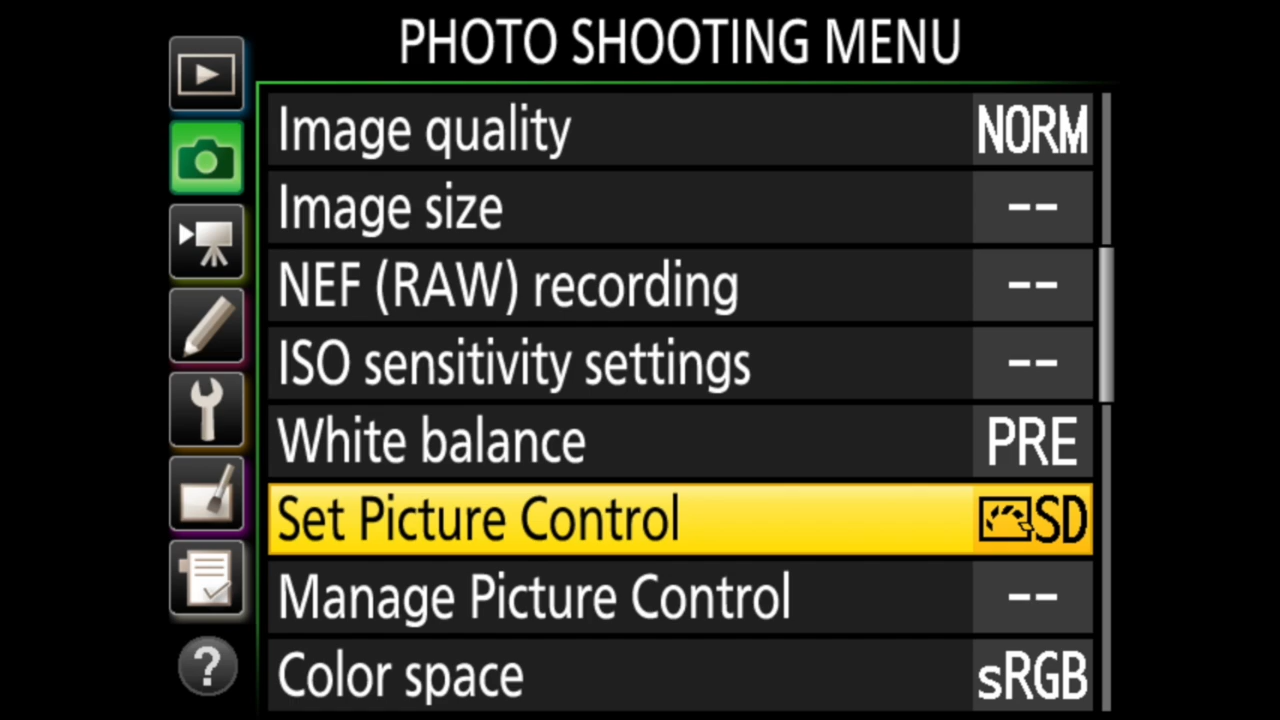 PHOTO SHOOTING MENU
Image quality NORM
Image size --
NEF (RAW) recording --
ISO sensitivity settings --
White balance PRE
Set Picture Control SD
Manage Picture Control --
Color space sRGB
?